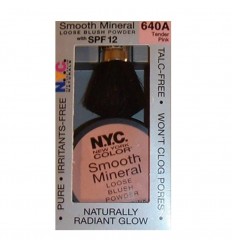 Smooth Mineral
LOOSE BLUSH POWDER
with SPF 12
640A
Tender
Pink
N.Y.C.
PURE • IRRITANTS-FREE
TALC-FREE • WON'T CLOG PORES •
N.Y.C.
NEW YORK
COLOR
Smooth
Mineral
LOOSE
BLUSH
POWDER
NATURALLY
RADIANT GLOW